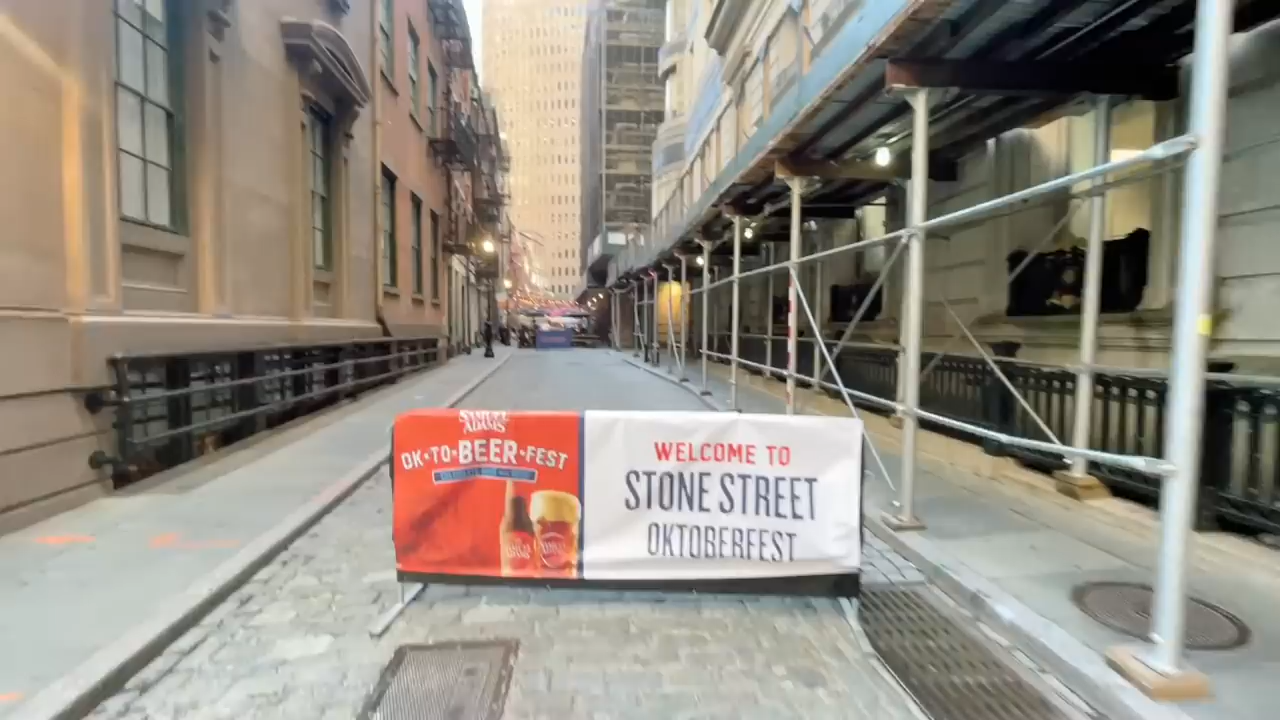 SAMUEL
ADAMS
OK•TO•BEER•FEST
WELCOME TO
STONE STREET
OKTOBERFEST